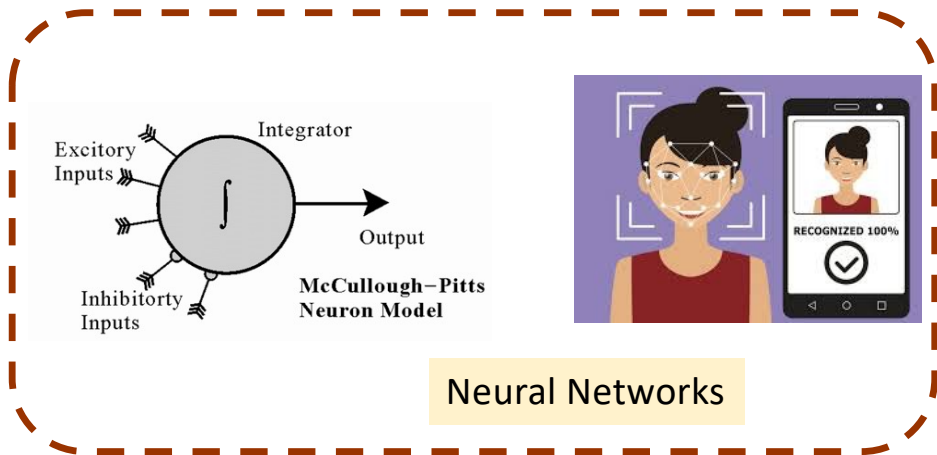 Integrator
Excitory
Inputs
∫
Output
McCullough–Pitts
Neuron Model
Inhibitorty
Inputs
RECOGNIZED 100%
Neural Networks